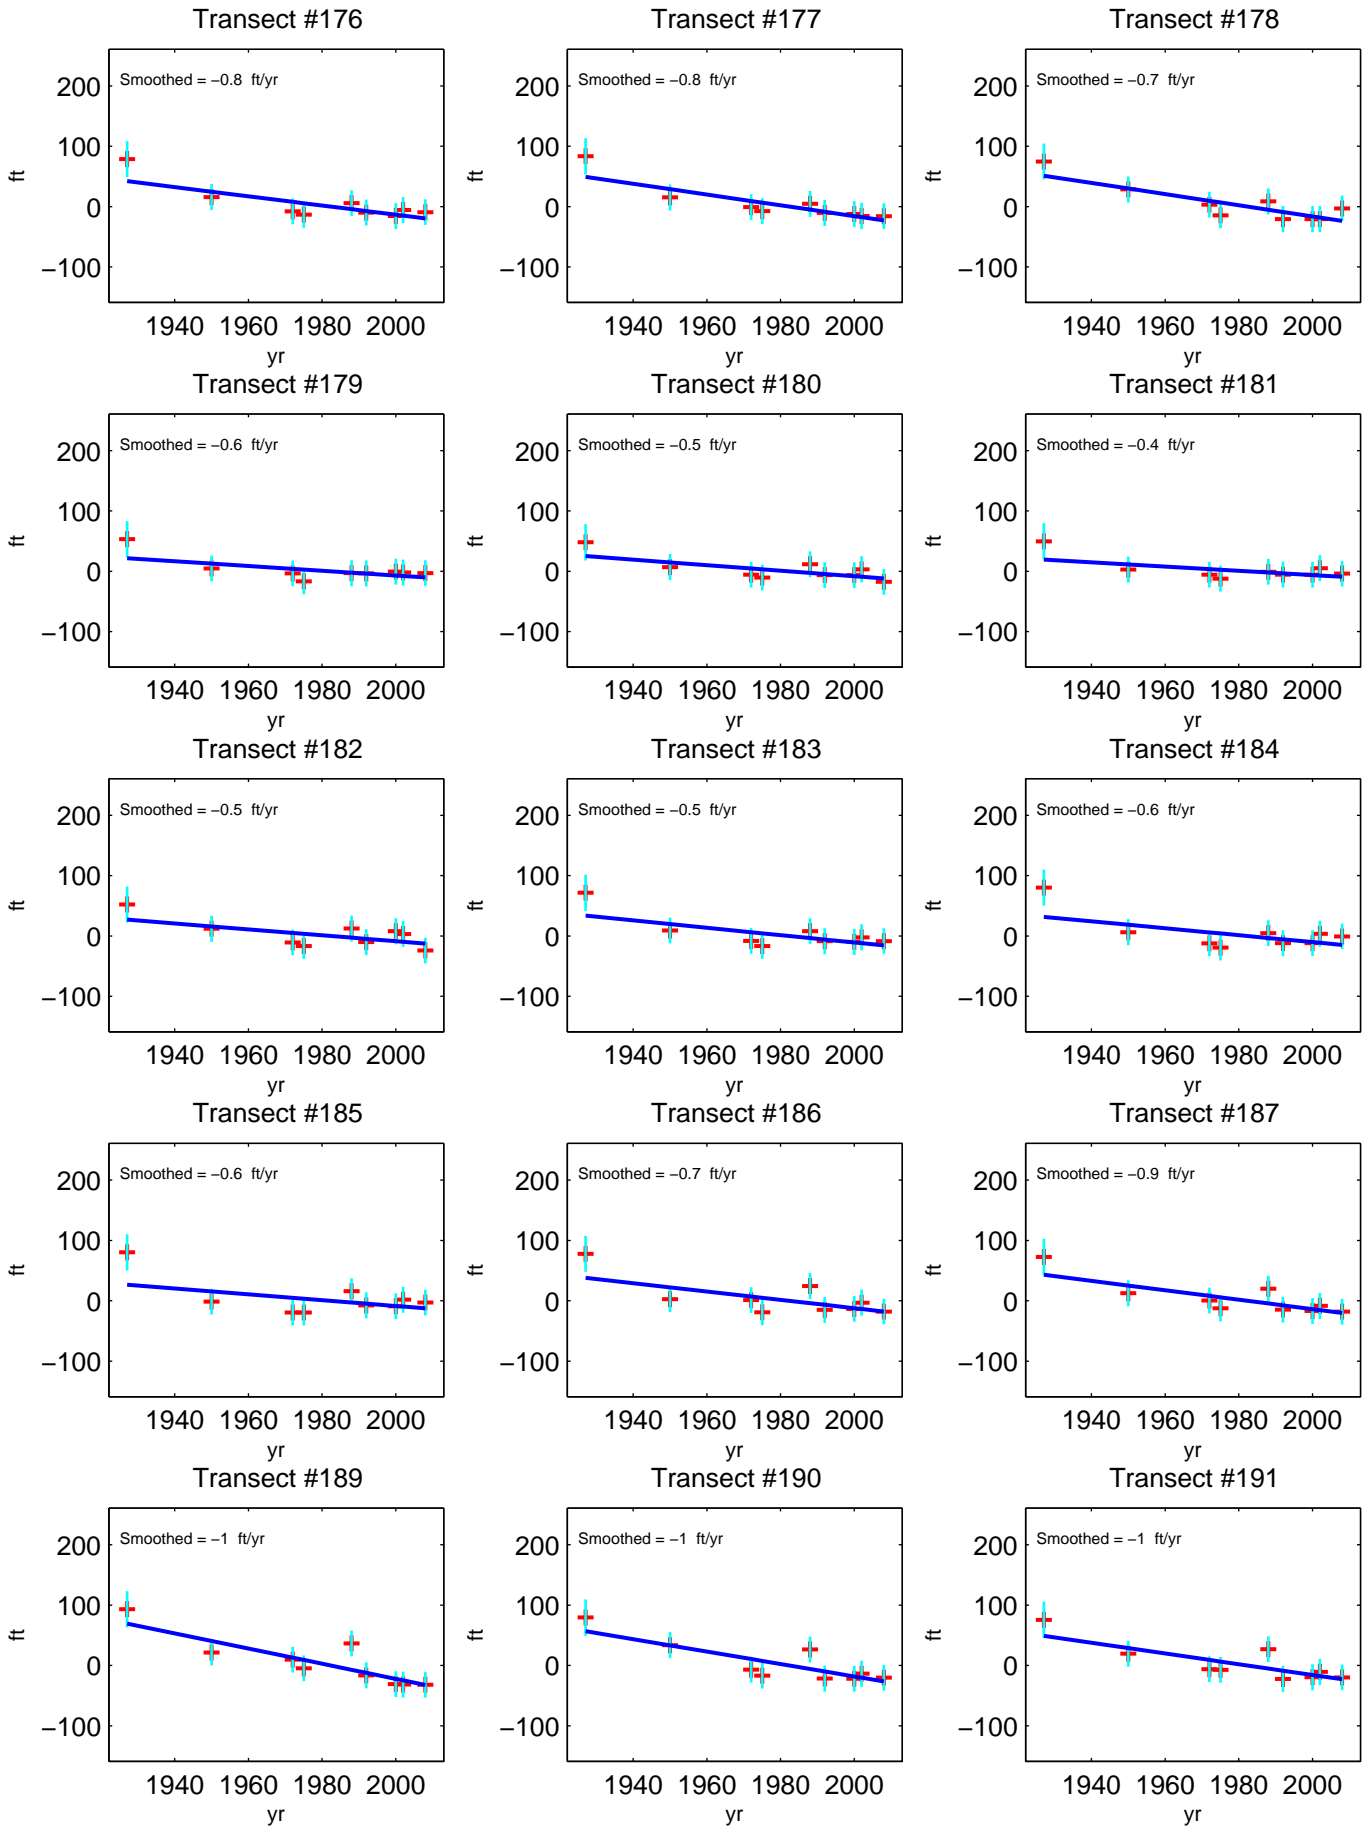 Transect #176
Transect #177
Transect #178
Smoothed = −0.8 ft/yr
Smoothed = −0.8 ft/yr
Smoothed = −0.7 ft/yr
200
100
0
−100
ft
200
100
0
−100
ft
200
100
0
−100
ft
1940 1960 1980 2000
1940 1960 1980 2000
1940 1960 1980 2000
yr
yr
yr
Transect #179
Transect #180
Transect #181
Smoothed = −0.6 ft/yr
Smoothed = −0.5 ft/yr
Smoothed = −0.4 ft/yr
200
100
0
−100
ft
200
100
0
−100
ft
200
100
0
−100
ft
1940 1960 1980 2000
1940 1960 1980 2000
1940 1960 1980 2000
yr
yr
yr
Transect #182
Transect #183
Transect #184
Smoothed = −0.5 ft/yr
Smoothed = −0.5 ft/yr
Smoothed = −0.6 ft/yr
200
100
0
−100
ft
200
100
0
−100
ft
200
100
0
−100
ft
1940 1960 1980 2000
1940 1960 1980 2000
1940 1960 1980 2000
yr
yr
yr
Transect #185
Transect #186
Transect #187
Smoothed = −0.6 ft/yr
Smoothed = −0.7 ft/yr
Smoothed = −0.9 ft/yr
200
100
0
−100
ft
200
100
0
−100
ft
200
100
0
−100
ft
1940 1960 1980 2000
1940 1960 1980 2000
1940 1960 1980 2000
yr
yr
yr
Transect #189
Transect #190
Transect #191
Smoothed = −1 ft/yr
Smoothed = −1 ft/yr
Smoothed = −1 ft/yr
200
100
0
−100
ft
200
100
0
−100
ft
200
100
0
−100
ft
1940 1960 1980 2000
1940 1960 1980 2000
1940 1960 1980 2000
yr
yr
yr